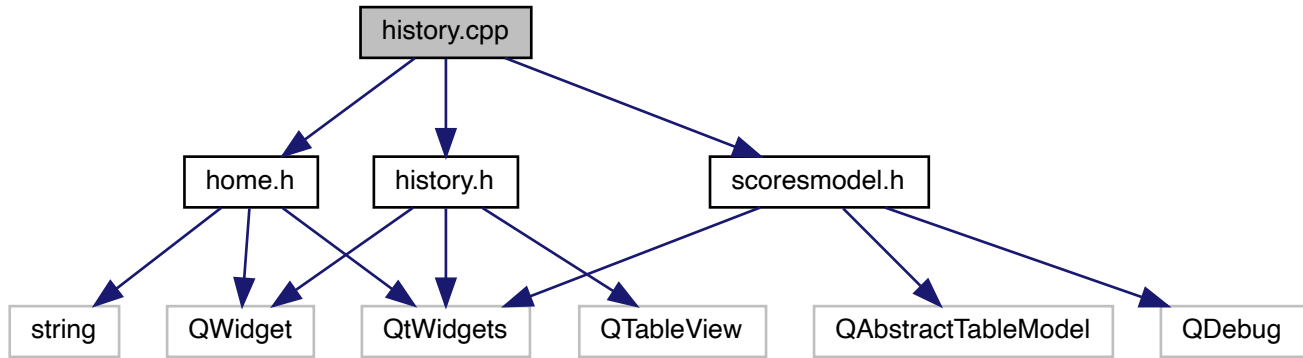 history.cpp
home.h
history.h
scoresmodel.h
string
QWidget
QtWidgets
QTableView
QAbstractTableModel
QDebug